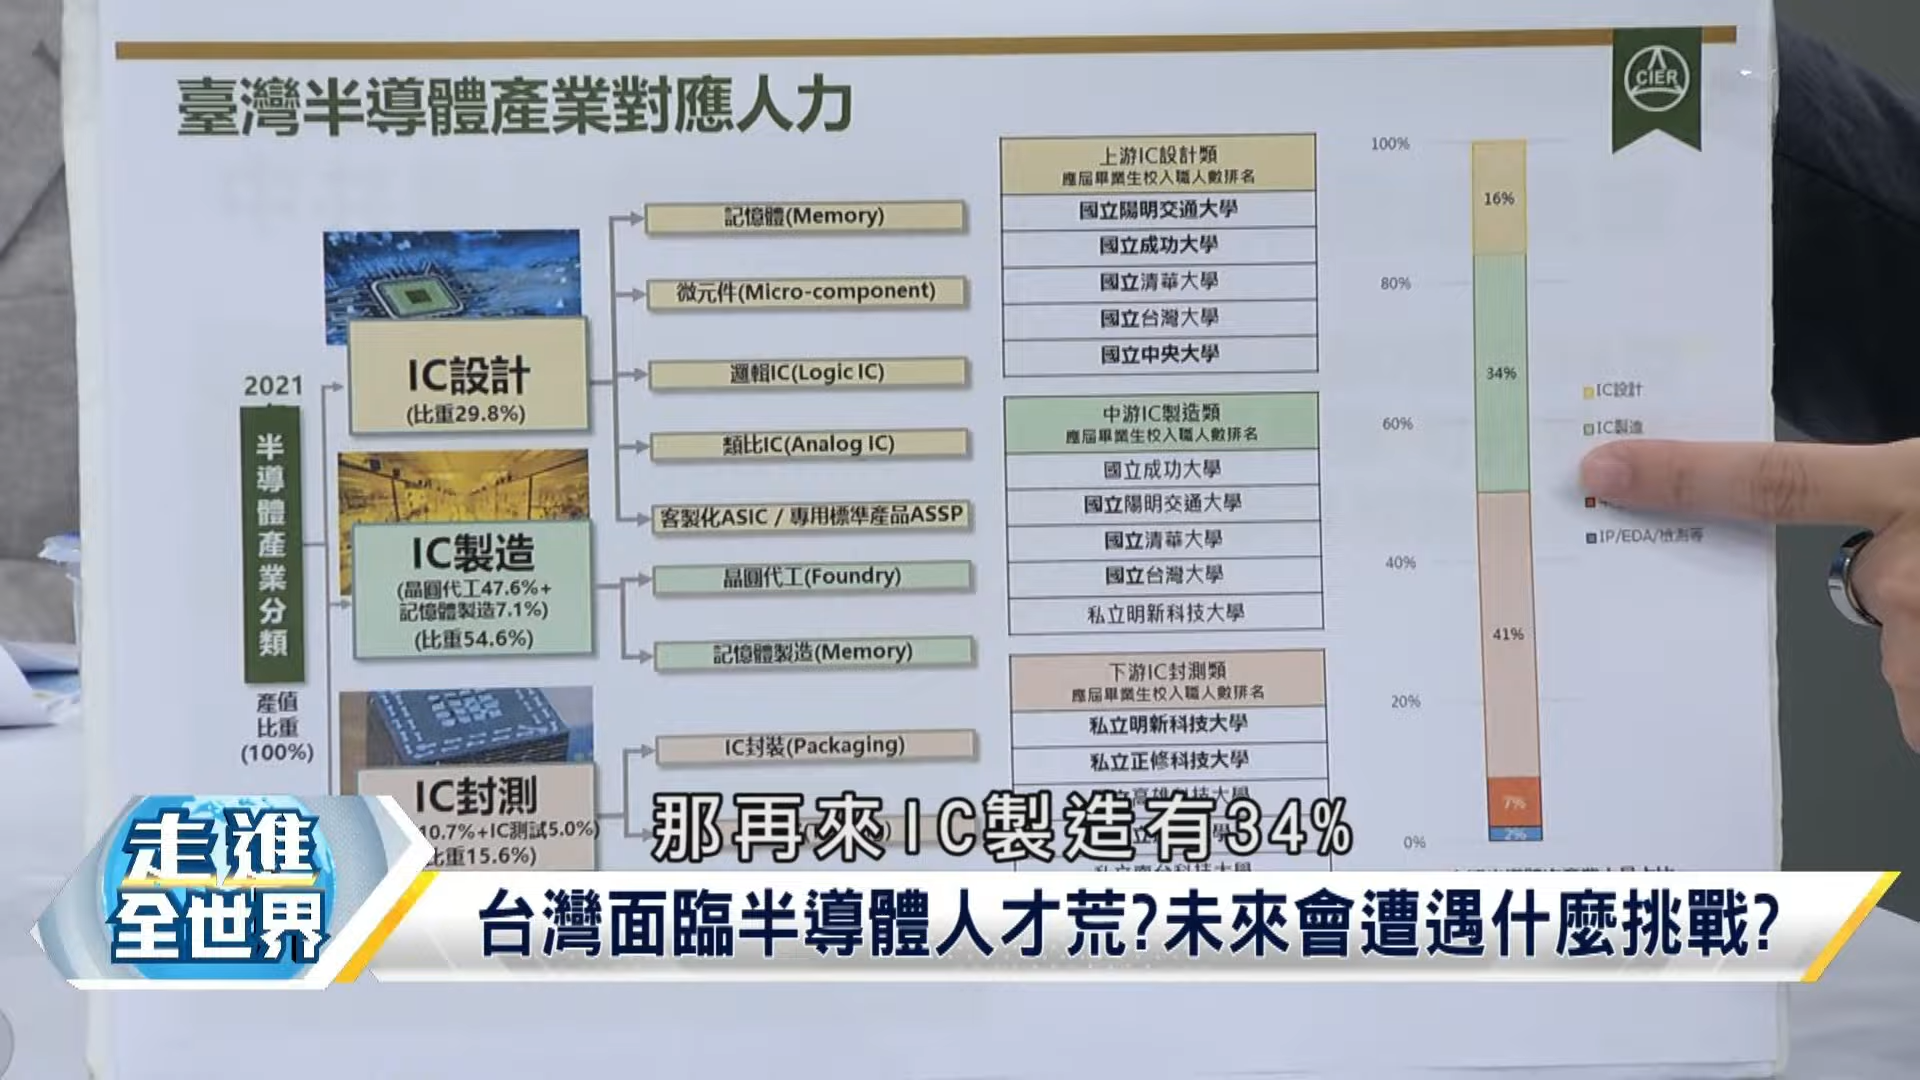 臺灣半導體產業對應人力
CIER
2021
半導體產業分類
產值
比重
(100%)
IC設計
(比重29.8%)
IC製造
(晶圓代工47.6%+
記憶體製造7.1%)
(比重54.6%)
IC封測
10.7%+IC測試5.0%)
比重15.6%)
記憶體(Memory)
微元件(Micro-component)
邏輯IC(Logic IC)
類比IC(Analog IC)
客製化ASIC / 專用標準產品ASSP
晶圓代工(Foundry)
記憶體製造(Memory)
IC封裝(Packaging)
上游IC設計類
應屆畢業生校入職人數排名
國立陽明交通大學
國立成功大學
國立清華大學
國立台灣大學
國立中央大學
中游IC製造類
應屆畢業生校入職人數排名
國立成功大學
國立陽明交通大學
國立清華大學
國立台灣大學
私立明新科技大學
下游IC封測類
應屆畢業生校入職人數排名
私立明新科技大學
私立正修科技大學
100%
80%
60%
40%
20%
0%
16%
34%
41%
7%
2%
IC設計
IC製造
IP/EDA/檢測等
那再來IC製造有34%
走進
全世界
台灣面臨半導體人才荒?未來會遭遇什麼挑戰?